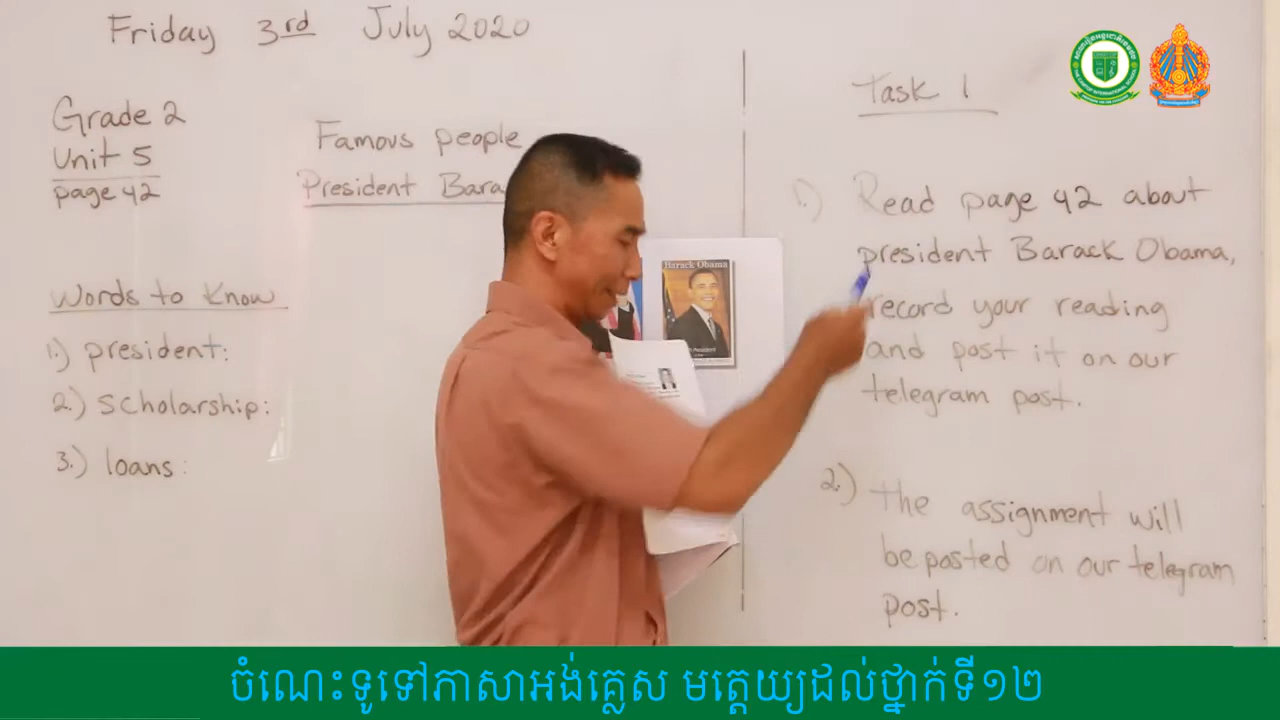 Friday 3rd July 2020
Grade 2
Unit 5
page 42
Famous people
President Bara
Words to Know
1.) president:
2.) scholarship:
3.) loans:
Barack Obama
Task 1
1.) Read page 42 about
president Barack Obama,
record your reading
and post it on our
telegram post.
2.) the assignment will
be posted on our telegram
post.
ចំណេះទូទៅភាសាអង់គ្លេស មត្តេយ្យដល់ថ្នាក់ទី១២